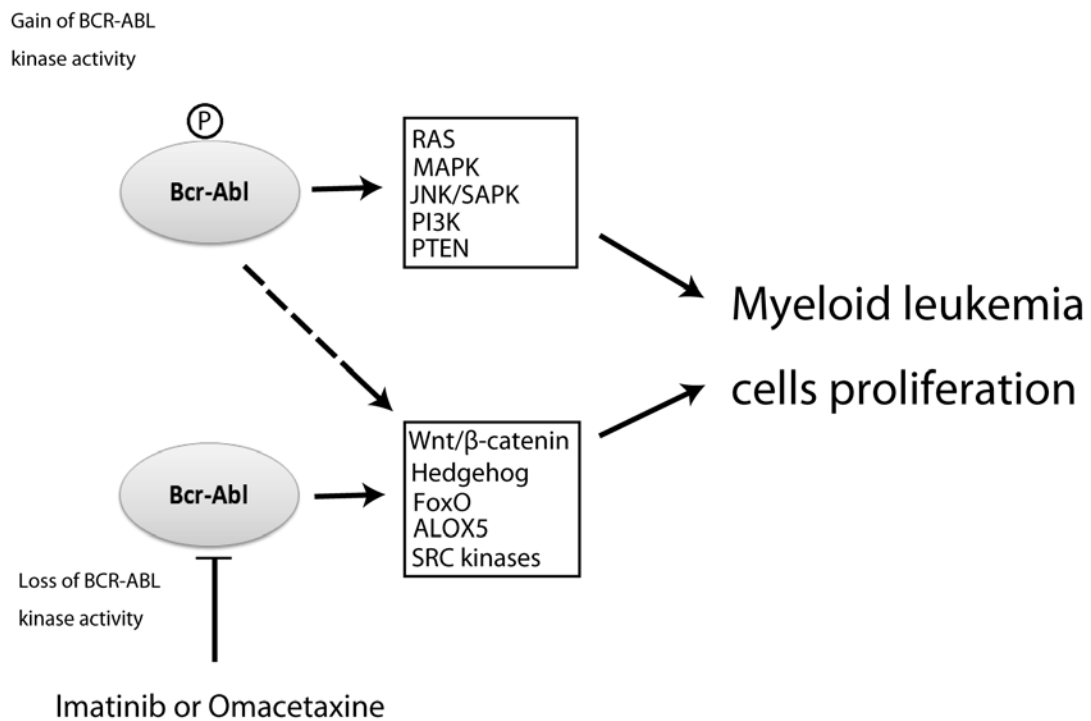 Gain of BCR-ABL
kinase activity
P
Bcr-Abl
RAS
MAPK
JNK/SAPK
PI3K
PTEN
Myeloid leukemia
cells proliferation
Bcr-Abl
Wnt/β-catenin
Hedgehog
FoxO
ALOX5
SRC kinases
Loss of BCR-ABL
kinase activity
Imatinib or Omacetaxine